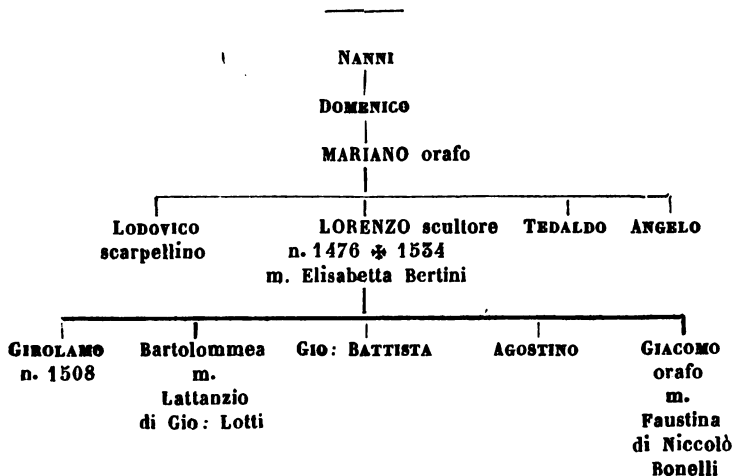 NANNI
DOMENICO
MARIANO orafo
LODOVICO
scarpellino
LORENZO scultore
n. 1476 ✠ 1534
m. Elisabetta Bertini
TEDALDO
ANGELO
GIROLAMO
n. 1508
Bartolommea
m.
Lattanzio
di Gio: Lotti
GIO: BATTISTA
AGOSTINO
GIACOMO
orafo
m.
Faustina
di Niccolò
Bonelli